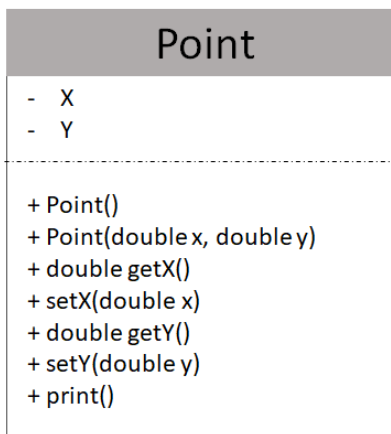 Point
- X
- Y
+ Point()
+ Point(double x, double y)
+ double getX()
+ setX(double x)
+ double getY()
+ setY(double y)
+ print()